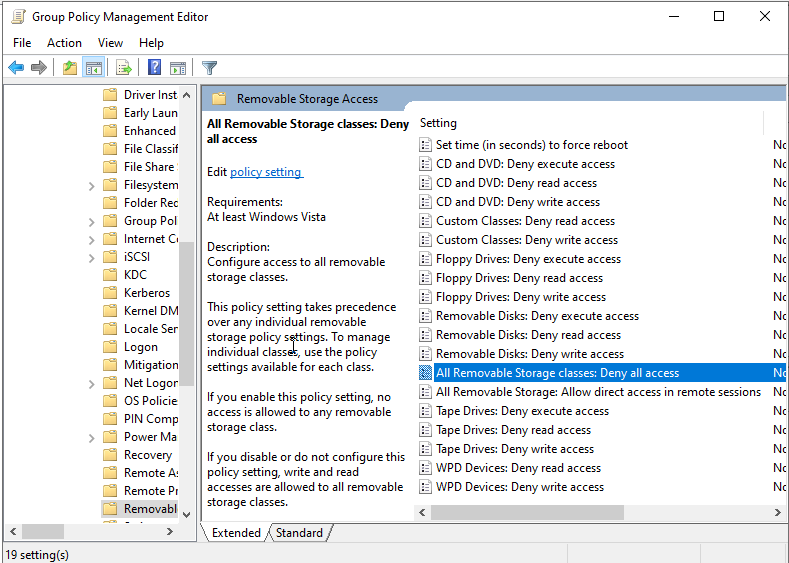 Group Policy Management Editor
File Action View Help
Driver Inst
Early Laun
Enhanced
File Classif
File Share
Filesystem
Folder Red
Group Pol
Internet Co
iSCSI
KDC
Kerberos
Kernel DM
Locale Ser
Logon
Mitigation
Net Logon
OS Policies
PIN Comp
Power Ma
Recovery
Remote As
Remote Pr
Removabl
Removable Storage Access
All Removable Storage classes: Deny
all access
Edit policy setting
Requirements:
At least Windows Vista
Description:
Configure access to all removable
storage classes.
This policy setting takes precedence
over any individual removable
storage policy settings. To manage
individual classes, use the policy
settings available for each class.
If you enable this policy setting, no
access is allowed to any removable
storage class.
If you disable or do not configure this
policy setting, write and read
accesses are allowed to all removable
storage classes.
Setting
Set time (in seconds) to force reboot No
CD and DVD: Deny execute access No
CD and DVD: Deny read access No
CD and DVD: Deny write access No
Custom Classes: Deny read access No
Custom Classes: Deny write access No
Floppy Drives: Deny execute access No
Floppy Drives: Deny read access No
Floppy Drives: Deny write access No
Removable Disks: Deny execute access No
Removable Disks: Deny read access No
Removable Disks: Deny write access No
All Removable Storage classes: Deny all access No
All Removable Storage: Allow direct access in remote sessions No
Tape Drives: Deny execute access No
Tape Drives: Deny read access No
Tape Drives: Deny write access No
WPD Devices: Deny read access No
WPD Devices: Deny write access No
Extended Standard
19 setting(s)